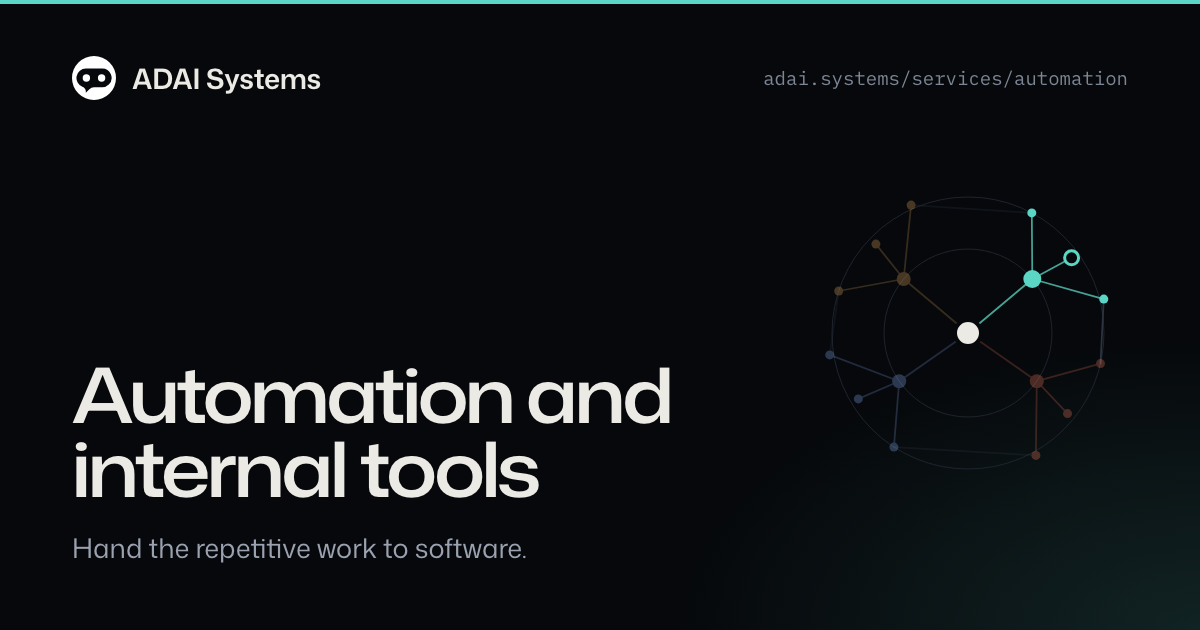 ADAI Systems
adai.systems/services/automation
Automation and
internal tools
Hand the repetitive work to software.